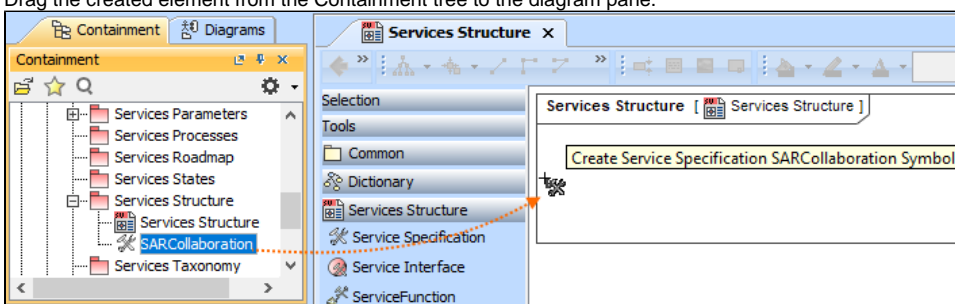 Drag the created element from the Containment tree to the diagram pane.
Containment
Diagrams
Containment
Services Parameters
Services Processes
Services Roadmap
Services States
Services Structure
Services Structure
SARCollaboration
Services Taxonomy
Services Structure
Selection
Tools
Common
Dictionary
Services Structure
Service Specification
Service Interface
ServiceFunction
Services Structure [ Services Structure ]
Create Service Specification SARCollaboration Symbol